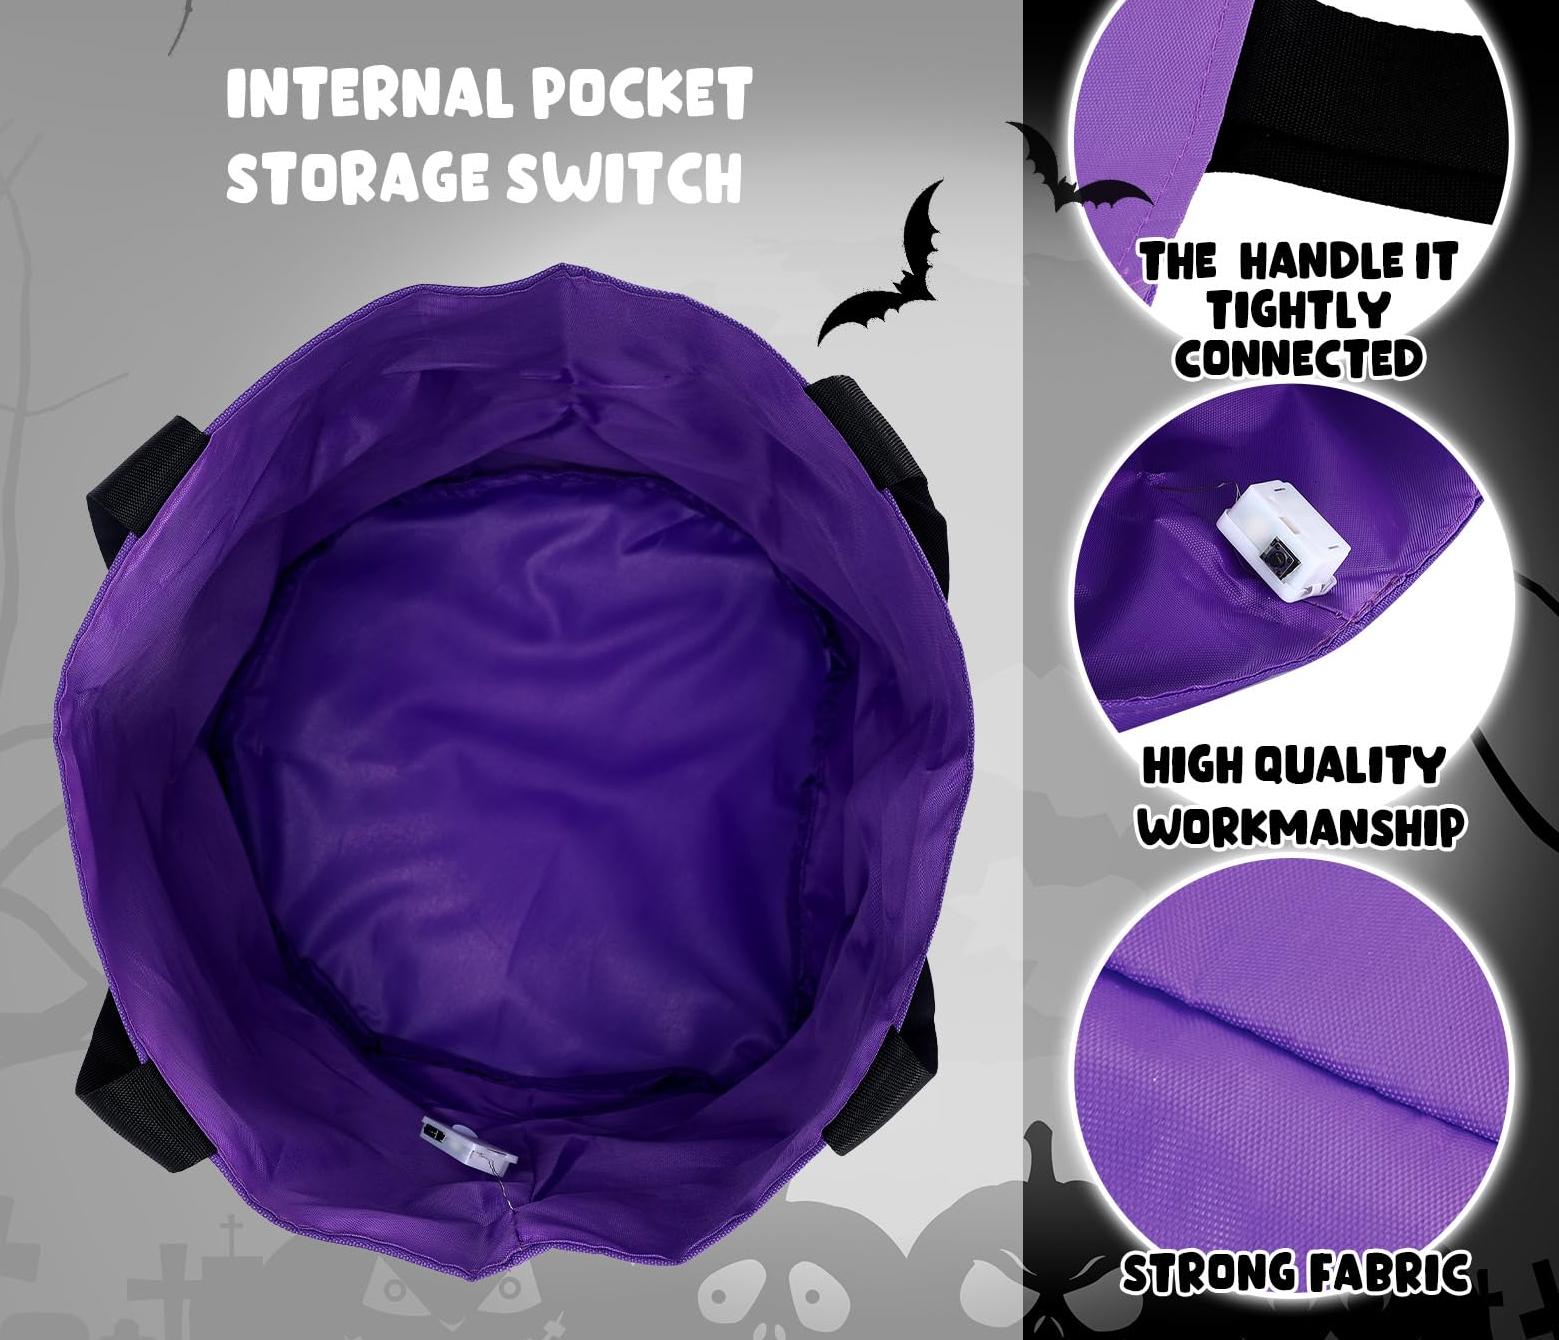 INTERNAL POCKET
STORAGE SWITCH
THE HANDLE IT
TIGHTLY
CONNECTED
HIGH QUALITY
WORKMANSHIP
STRONG FABRIC